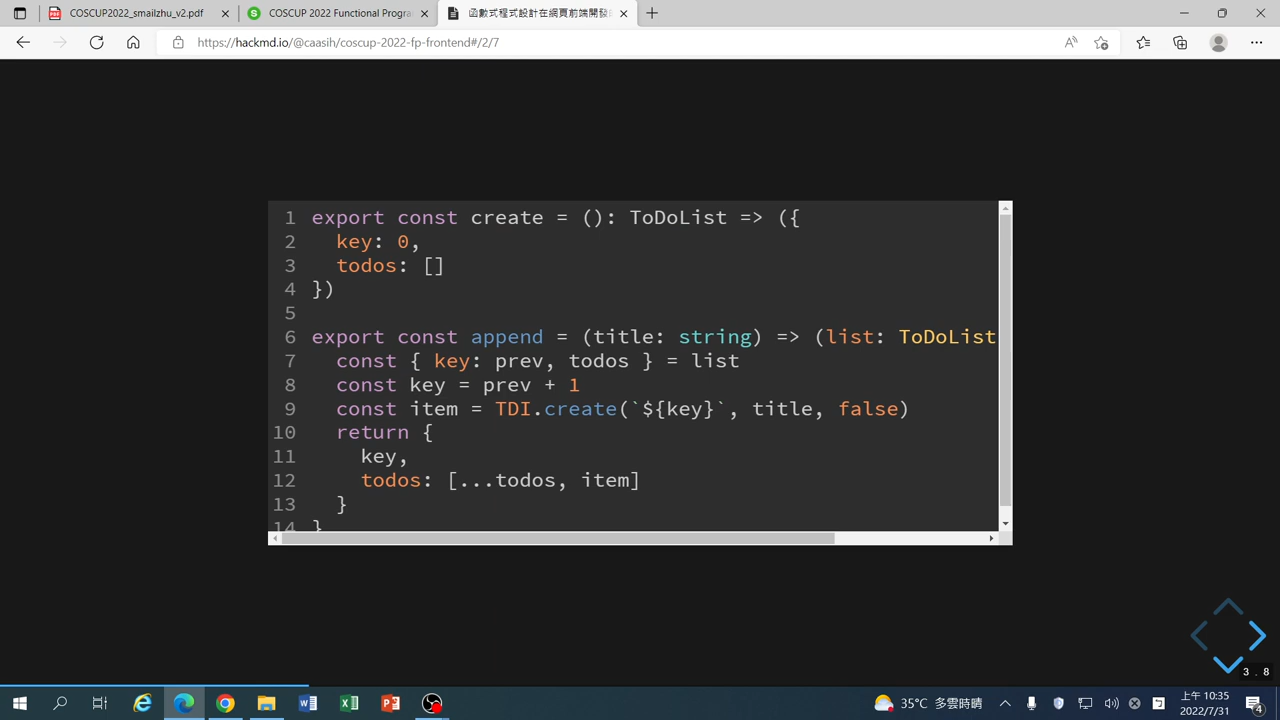 COSCUP2022_smailzhu_v2.pdf
COSCUP 2022 Functional Progra
函數式程式設計在網頁前端開發
https://hackmd.io/@caasih/coscup-2022-fp-frontend#/2/7
1 export const create = (): ToDoList => ({
2 key: 0,
3 todos: []
4 })
5
6 export const append = (title: string) => (list: ToDoList
7 const { key: prev, todos } = list
8 const key = prev + 1
9 const item = TDI.create(`${key}`, title, false)
10 return {
11 key,
12 todos: [...todos, item]
13 }
14 }
3.8
35°C 多雲時晴
上午 10:35
2022/7/31
4